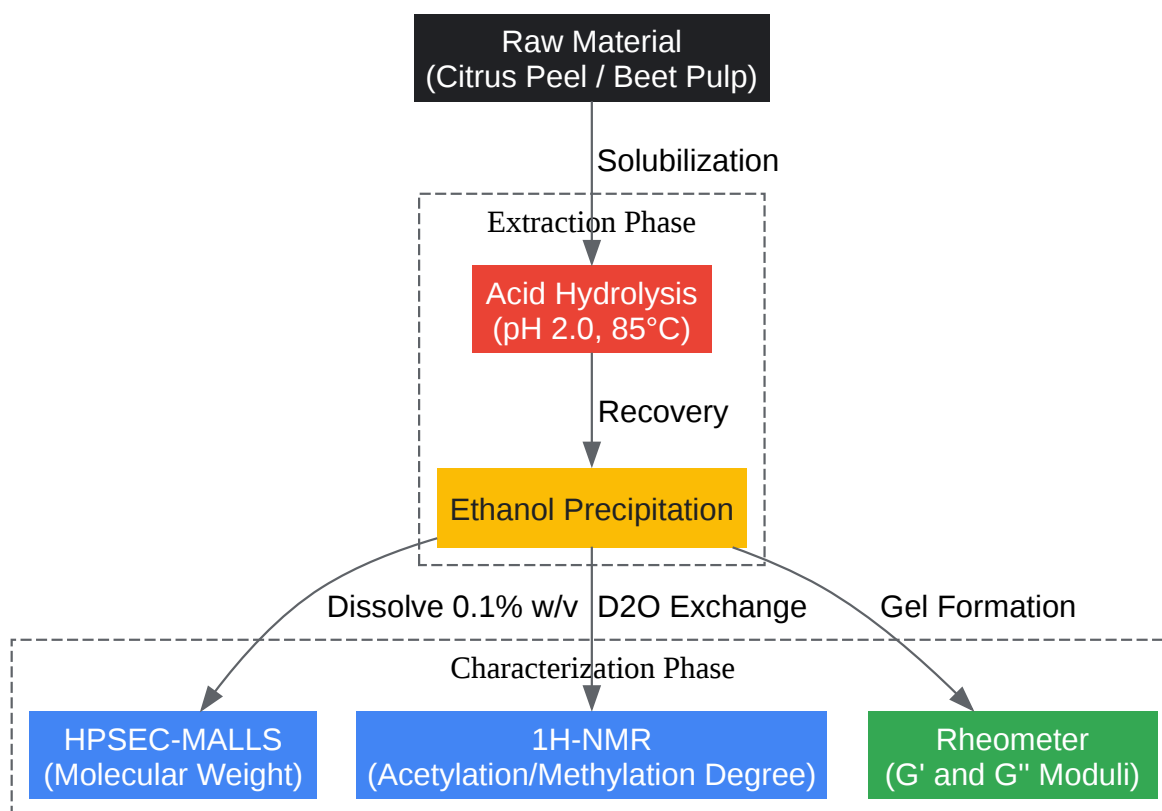 Raw Material
(Citrus Peel / Beet Pulp)
Solubilization
Extraction Phase
Acid Hydrolysis
(pH 2.0, 85°C)
Recovery
Ethanol Precipitation
Dissolve 0.1% w/v
D2O Exchange
Gel Formation
Characterization Phase
HPSEC-MALLS
(Molecular Weight)
1H-NMR
(Acetylation/Methylation Degree)
Rheometer
(G' and G" Moduli)